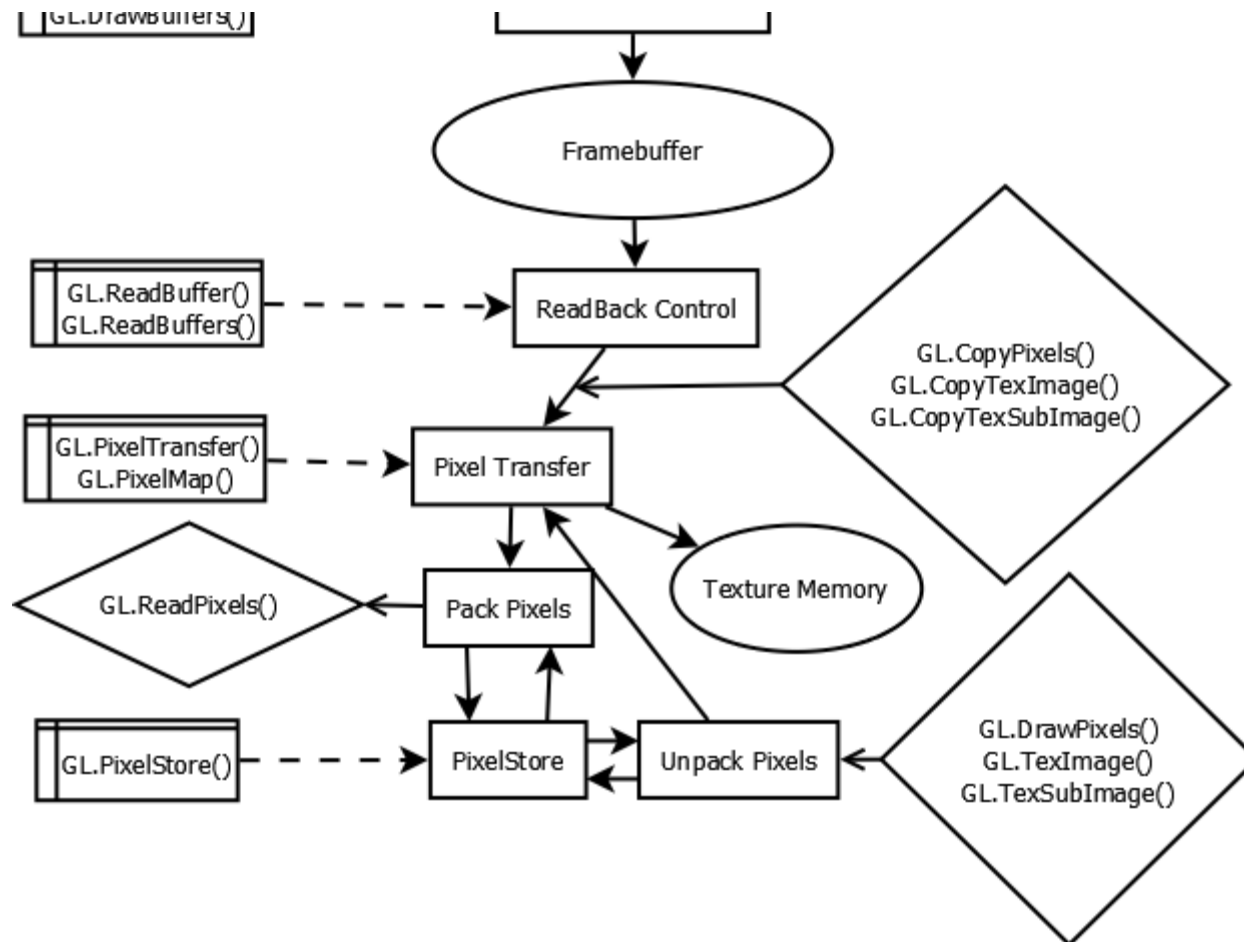 GL.DrawBuffers()
Framebuffer
GL.ReadBuffer()
GL.ReadBuffers()
ReadBack Control
GL.CopyPixels()
GL.CopyTexImage()
GL.CopyTexSubImage()
GL.PixelTransfer()
GL.PixelMap()
Pixel Transfer
GL.ReadPixels()
Pack Pixels
Texture Memory
GL.PixelStore()
PixelStore
Unpack Pixels
GL.DrawPixels()
GL.TexImage()
GL.TexSubImage()